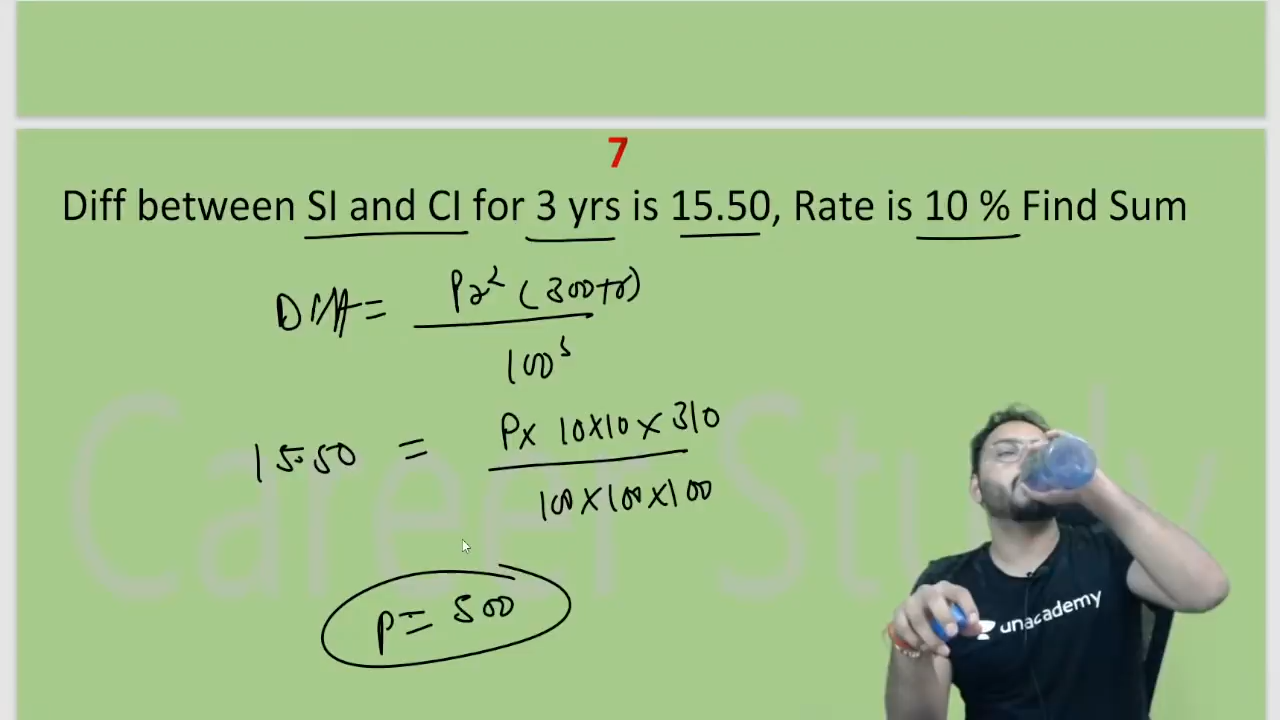 7
Diff between SI and CI for 3 yrs is 15.50, Rate is 10 % Find Sum
Diff = Pr² (300+r)
100³
15.50 = P× 10×10×310
100×100×100
P = 500
Career Study
unacademy